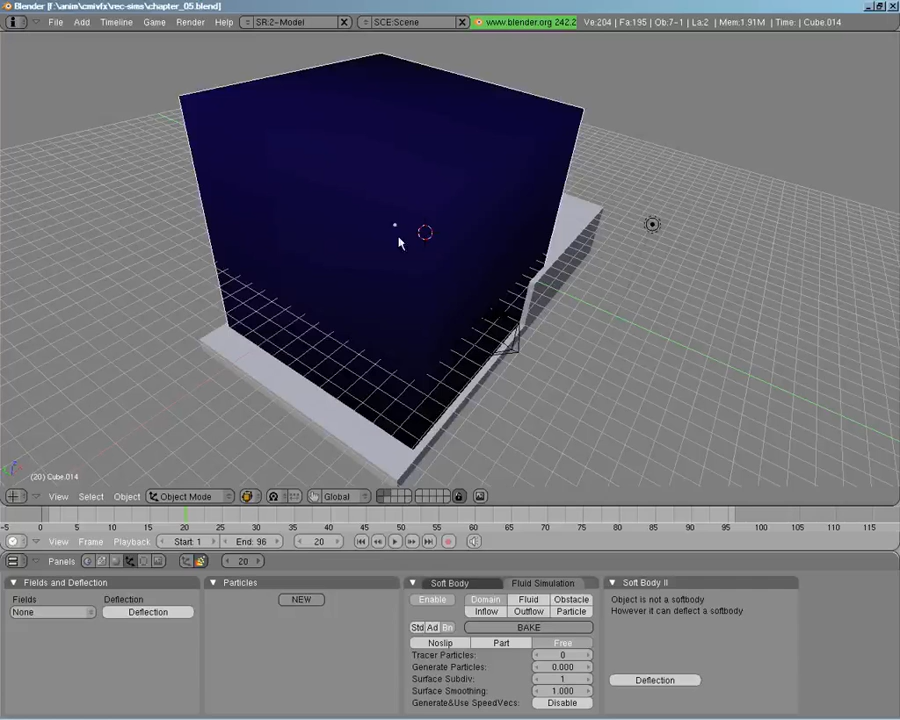 Blender [f:\anim\cmivfx\rec-sims\chapter_05.blend]
File Add Timeline Game Render Help SR:2-Model SCE:Scene www.blender.org 242.2 Ve:204 | Fa:195 | Ob:7-1 | La:2 | Mem:1.91M | Time: | Cube.014
(20) Cube.014
View Select Object Object Mode Global
-5 0 5 10 15 20 25 30 35 40 45 50 55 60 65 70 75 80 85 90 95 100 105 110 115
View Frame Playback Start: 1 End: 96 20
Panels 20
Fields and Deflection Particles Soft Body Fluid Simulation Soft Body II
Fields Deflection NEW Enable Domain Fluid Obstacle Object is not a softbody
None Deflection Inflow Outflow Particle However it can deflect a softbody
Std Ad Bn BAKE
Noslip Part Free
Tracer Particles: 0
Generate Particles: 0.000
Surface Subdiv: 1 Deflection
Surface Smoothing: 1.000
Generate&Use SpeedVecs: Disable